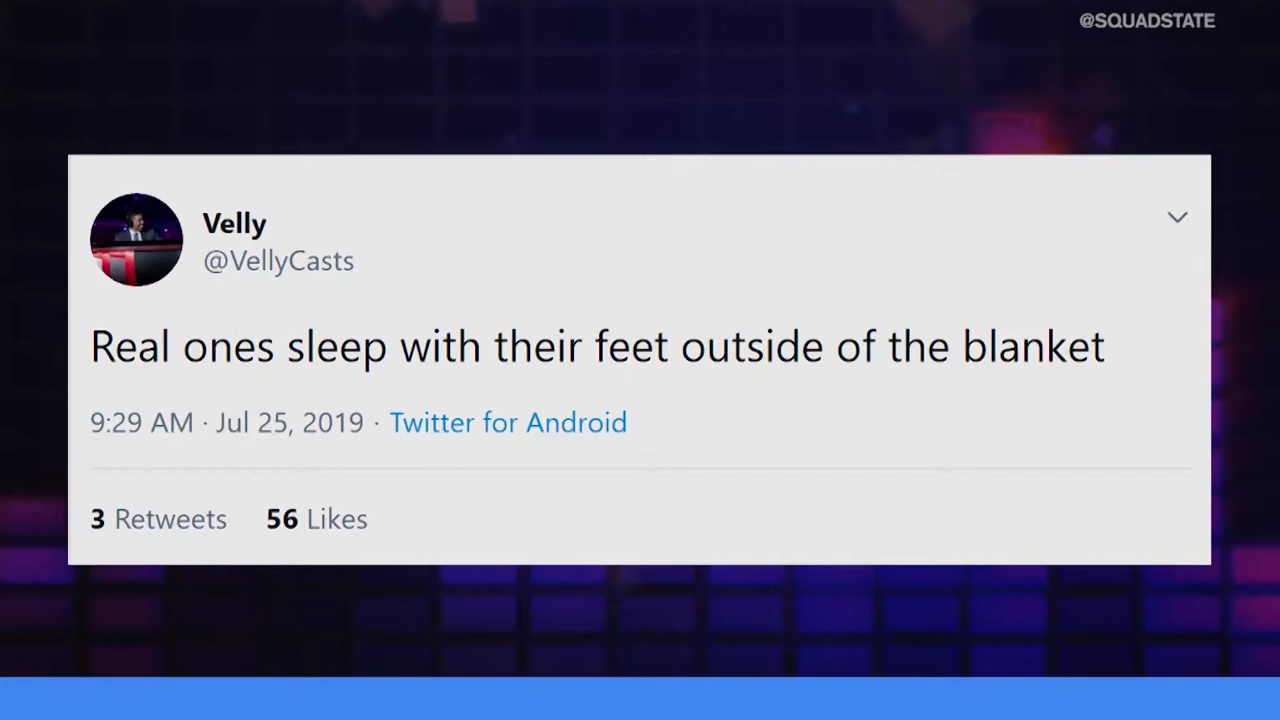 @SQUADSTATE
Velly
@VellyCasts
Real ones sleep with their feet outside of the blanket
9:29 AM · Jul 25, 2019 · Twitter for Android
3 Retweets 56 Likes